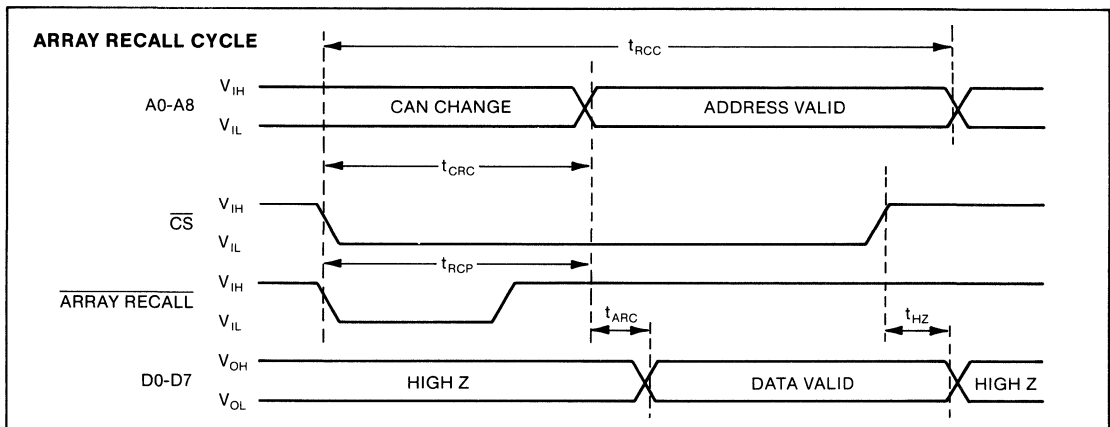 ARRAY RECALL CYCLE
tRCC
A0-A8
VIH
VIL
CAN CHANGE
ADDRESS VALID
tCRC
CS
VIH
VIL
tRCP
ARRAY RECALL
VIH
VIL
tARC
tHZ
D0-D7
VOH
VOL
HIGH Z
DATA VALID
HIGH Z